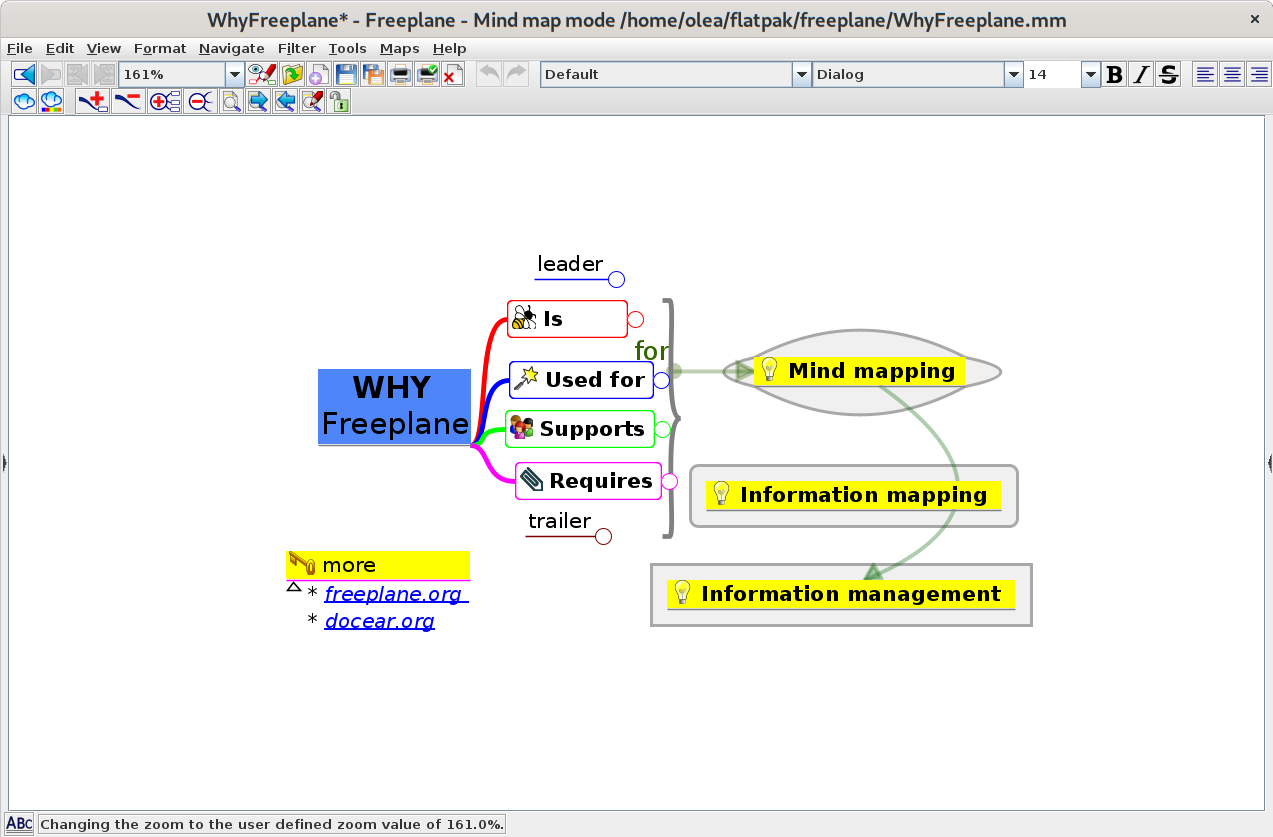 WhyFreeplane* - Freeplane - Mind map mode /home/olea/flatpak/freeplane/WhyFreeplane.mm
File Edit View Format Navigate Filter Tools Maps Help
161% Default Dialog 14 B I S
leader
Is
for
WHY
Freeplane
Used for
Supports
Requires
trailer
Mind mapping
Information mapping
Information management
more
* freeplane.org
* docear.org
ABC Changing the zoom to the user defined zoom value of 161.0%.